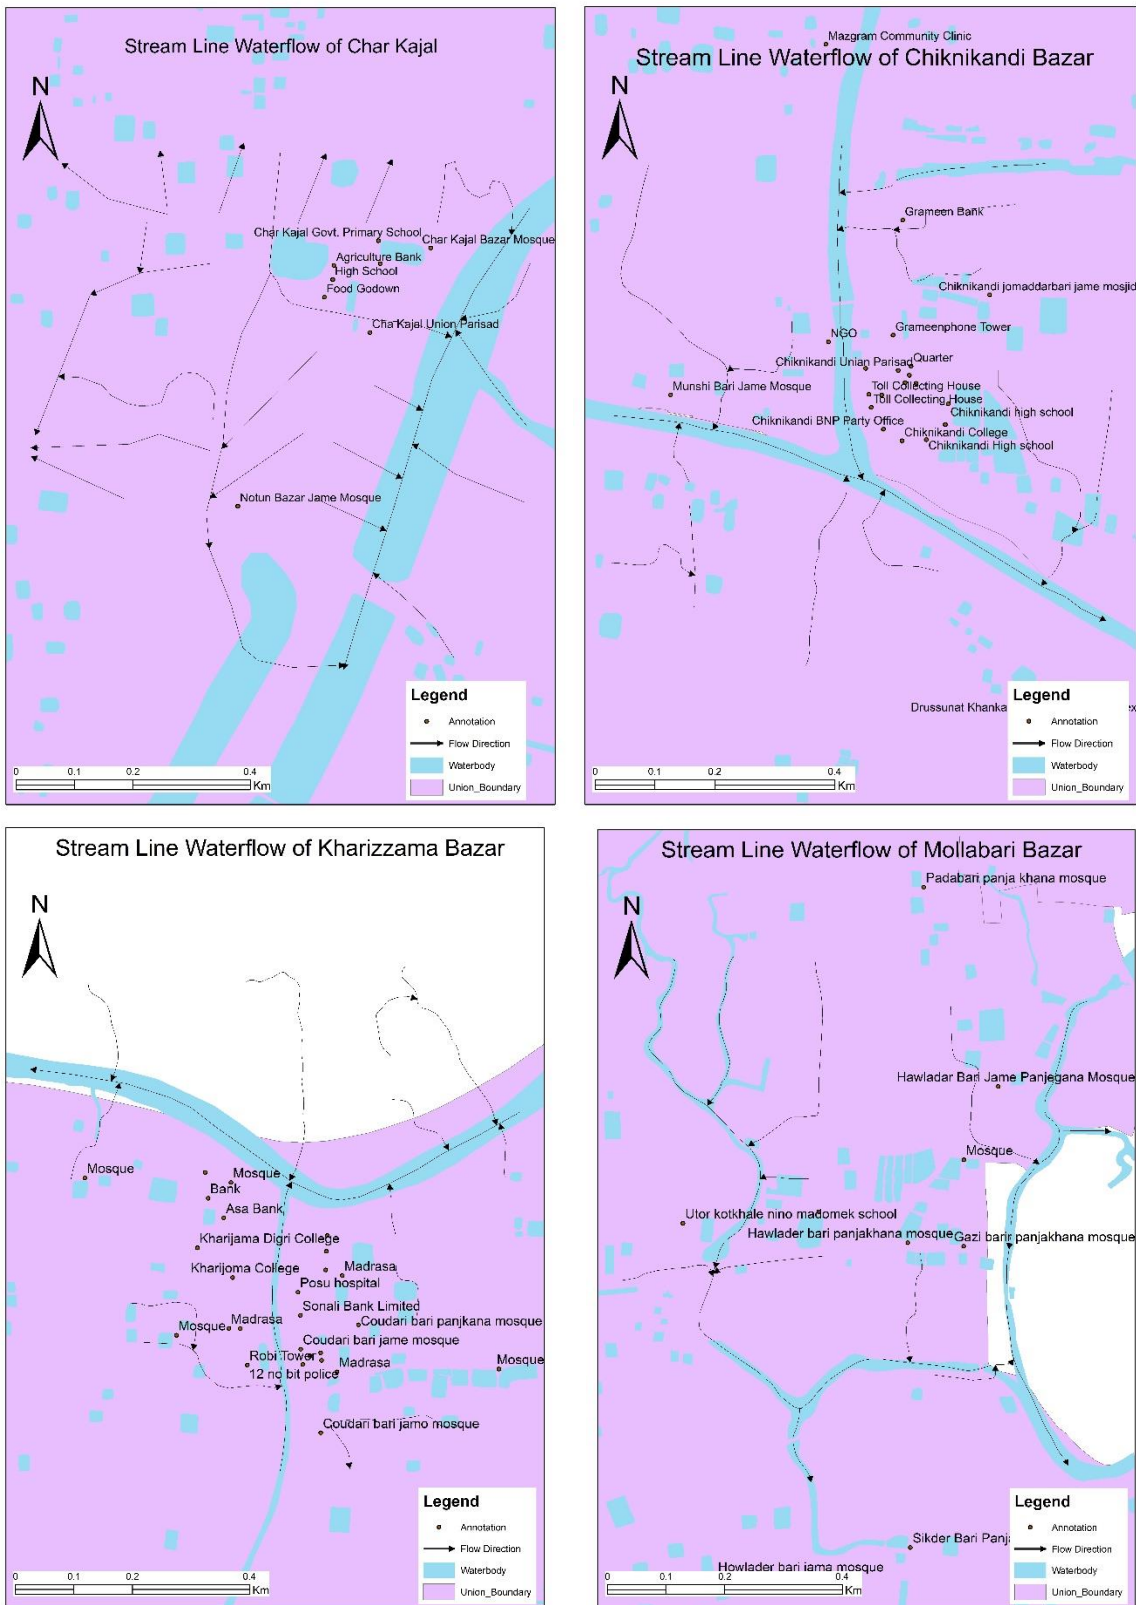 Stream Line Waterflow of Char Kajal
N
Char Kajal Govt. Primary School
Char Kajal Bazar Mosque
Agriculture Bank
High School
Food Godown
Cha Kajal Union Parisad
Notun Bazar Jame Mosque
Legend
Annotation
Flow Direction
Waterbody
Union_Boundary
0 0.1 0.2 0.4
Km
Mazgram Community Clinic
Stream Line Waterflow of Chiknikandi Bazar
N
Grameen Bank
Chiknikandi jomaddarbari jame mosjid
Grameenphone Tower
NGO
Quarter
Chiknikandi Unian Parisad
Munshi Bari Jame Mosque
Toll Collecting House
Toll Collecting House
Chiknikandi high school
Chiknikandi BNP Party Office
Chiknikandi College
Chiknikandi High school
Drussunat Khanka
ex
Legend
Annotation
Flow Direction
Waterbody
Union_Boundary
0 0.1 0.2 0.4
Km
Stream Line Waterflow of Kharizzama Bazar
N
Mosque
Mosque
Bank
Asa Bank
Kharijama Digri College
Kharijoma College
Madrasa
Posu hospital
Sonali Bank Limited
Coudari bari panjkana mosque
Mosque
Madrasa
Coudari bari jame mosque
Robi Tower
12 no bit police
Madrasa
Mosque
Coudari bari jamo mosque
Legend
Annotation
Flow Direction
Waterbody
Union_Boundary
0 0.1 0.2 0.4
Km
Stream Line Waterflow of Mollabari Bazar
Padabari panja khana mosque
N
Hawladar Bari Jame Panjegana Mosque
Mosque
Utor kotkhale nino madomek school
Hawlader bari panjakhana mosque
Gazi barir panjakhana mosque
Sikder Bari Panj
Howlader bari jama mosque
Legend
Annotation
Flow Direction
Waterbody
Union_Boundary
0 0.1 0.2 0.4
Km